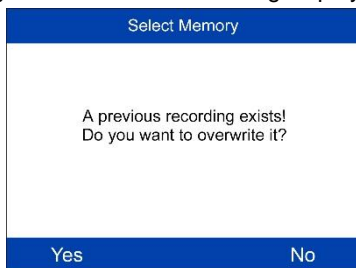 Select Memory
A previous recording exists!
Do you want to overwrite it?
Yes No